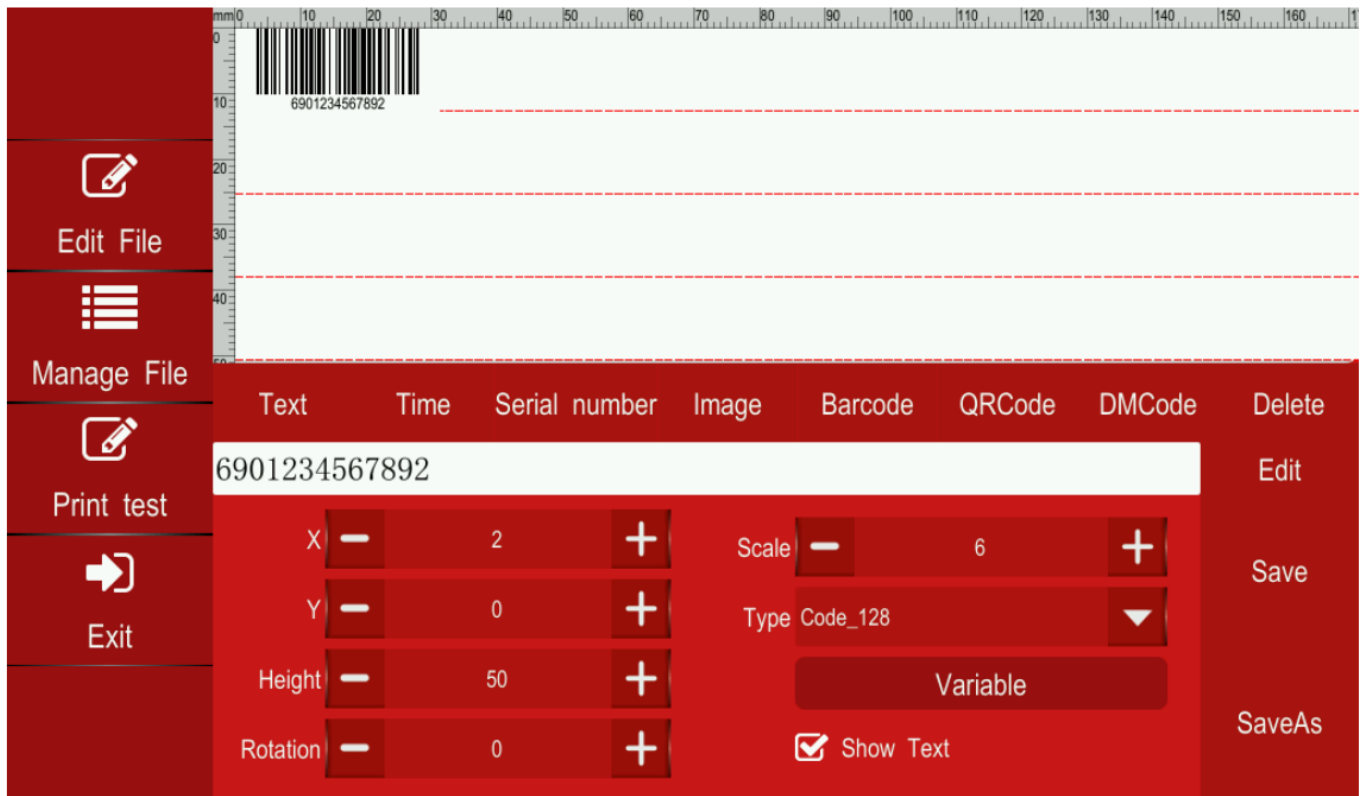 mm 0 10 20 30 40 50 60 70 80 90 100 110 120 130 140 150 160
0
10
6901234567892
20
30
40
50
Edit File
Manage File
Print test
Exit
Text Time Serial number Image Barcode QRCode DMCode Delete
6901234567892
Edit
X 2
Scale 6
Save
Y 0
Type Code_128
Height 50
Variable
SaveAs
Rotation 0
Show Text